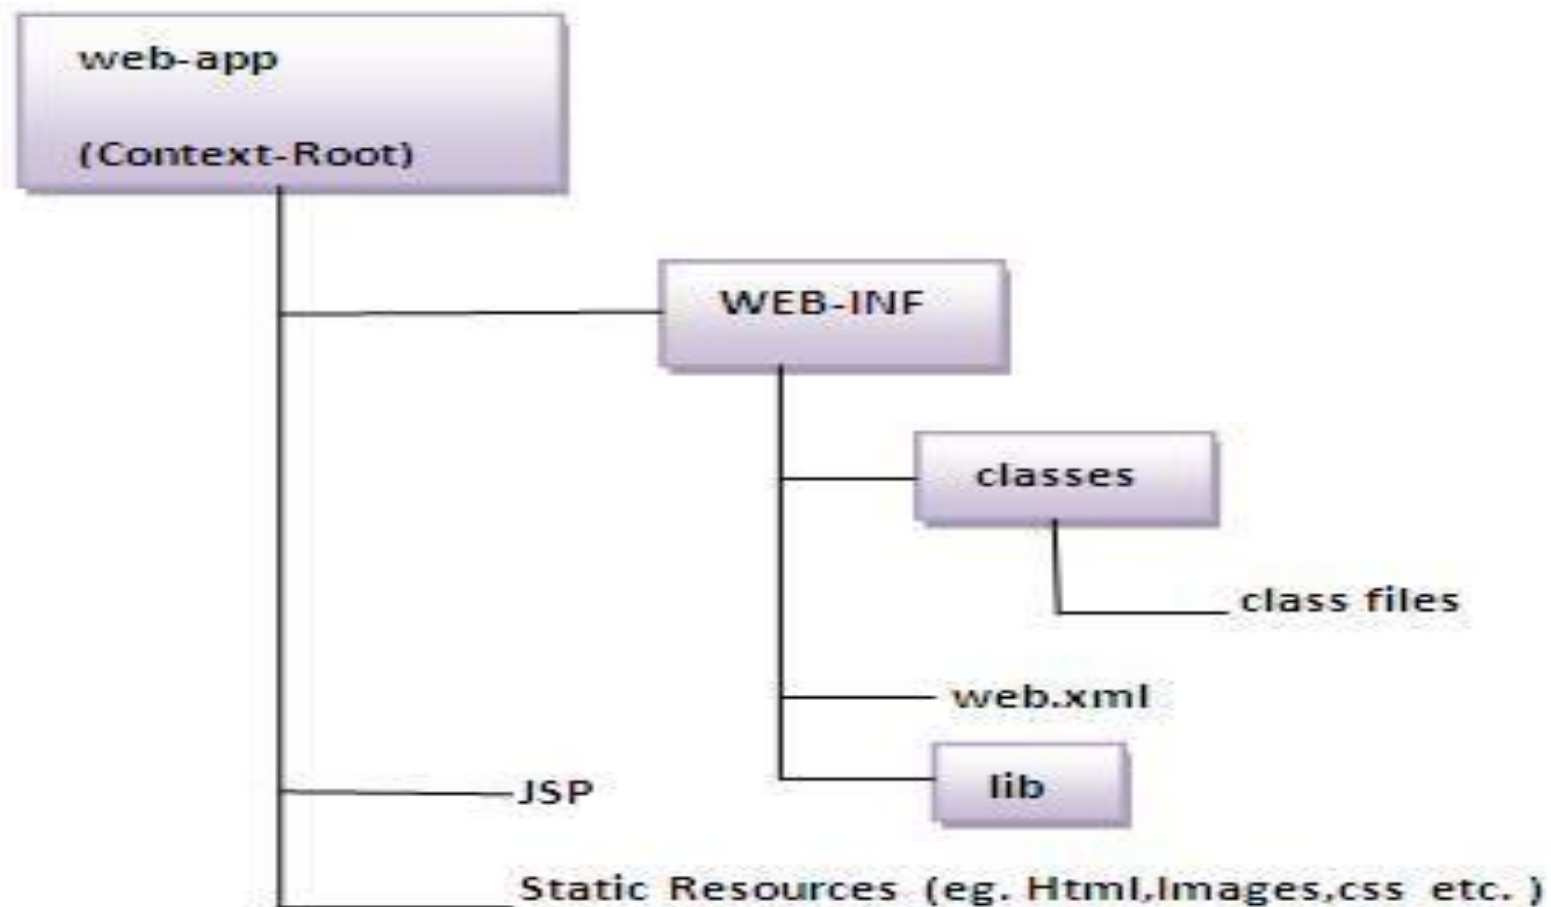 web-app
(Context-Root)
WEB-INF
classes
class files
web.xml
lib
JSP
Static Resources (eg. Html,Images,css etc. )